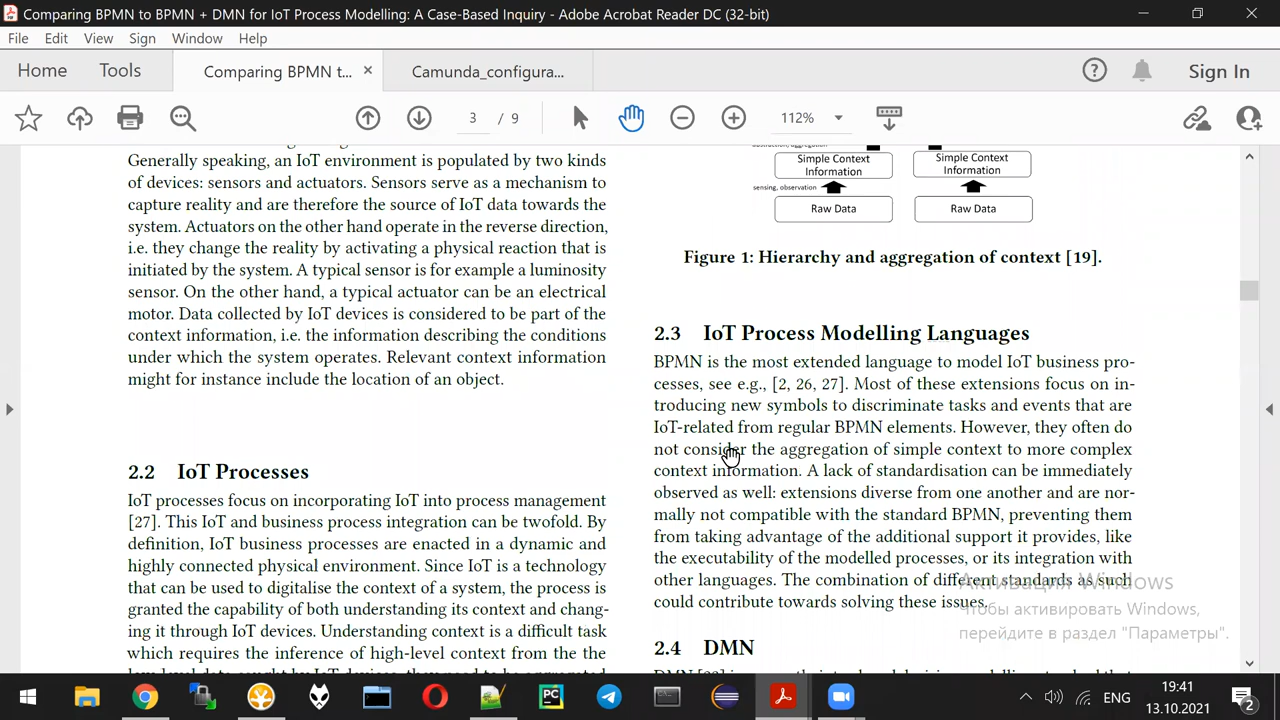 Comparing BPMN to BPMN + DMN for IoT Process Modelling: A Case-Based Inquiry - Adobe Acrobat Reader DC (32-bit)
File Edit View Sign Window Help
Home Tools Comparing BPMN t... Camunda_configura... Sign In
3 / 9 112%
Generally speaking, an IoT environment is populated by two kinds
of devices: sensors and actuators. Sensors serve as a mechanism to
capture reality and are therefore the source of IoT data towards the
system. Actuators on the other hand operate in the reverse direction,
i.e. they change the reality by activating a physical reaction that is
initiated by the system. A typical sensor is for example a luminosity
sensor. On the other hand, a typical actuator can be an electrical
motor. Data collected by IoT devices is considered to be part of the
context information, i.e. the information describing the conditions
under which the system operates. Relevant context information
might for instance include the location of an object.
2.2 IoT Processes
IoT processes focus on incorporating IoT into process management
[27]. This IoT and business process integration can be twofold. By
definition, IoT business processes are enacted in a dynamic and
highly connected physical environment. Since IoT is a technology
that can be used to digitalise the context of a system, the process is
granted the capability of both understanding its context and chang-
ing it through IoT devices. Understanding context is a difficult task
which requires the inference of high-level context from the the
Simple Context
Information
Simple Context
Information
sensing, observation
Raw Data
Raw Data
Figure 1: Hierarchy and aggregation of context [19].
2.3 IoT Process Modelling Languages
BPMN is the most extended language to model IoT business pro-
cesses, see e.g., [2, 26, 27]. Most of these extensions focus on in-
troducing new symbols to discriminate tasks and events that are
IoT-related from regular BPMN elements. However, they often do
not consider the aggregation of simple context to more complex
context information. A lack of standardisation can be immediately
observed as well: extensions diverse from one another and are nor-
mally not compatible with the standard BPMN, preventing them
from taking advantage of the additional support it provides, like
the executability of the modelled processes, or its integration with
other languages. The combination of different standards as such
could contribute towards solving these issues.
2.4 DMN
Активация Windows
Чтобы активировать Windows,
перейдите в раздел "Параметры".
ENG
19:41
13.10.2021
2